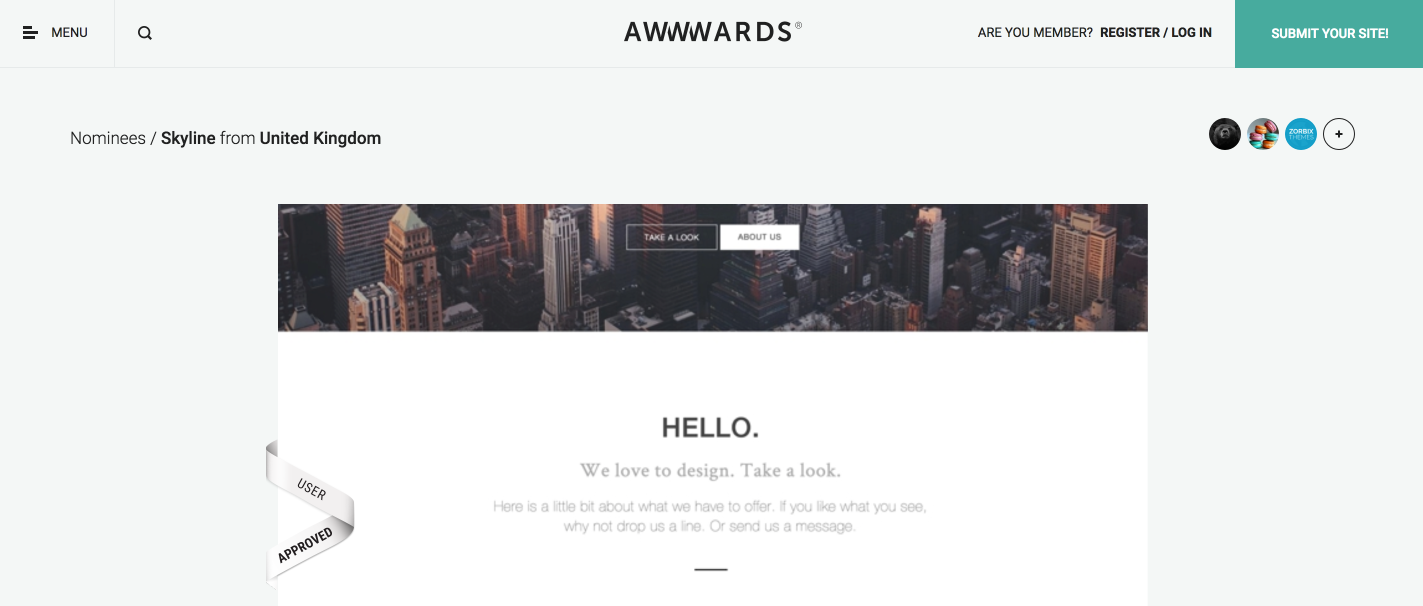 MENU
AWWWARDS®
ARE YOU MEMBER? REGISTER / LOG IN
SUBMIT YOUR SITE!
Nominees / Skyline from United Kingdom
ZORBIX
THEMES
+
TAKE A LOOK
ABOUT US
HELLO.
We love to design. Take a look.
Here is a little bit about what we have to offer. If you like what you see,
why not drop us a line. Or send us a message.
USER
APPROVED